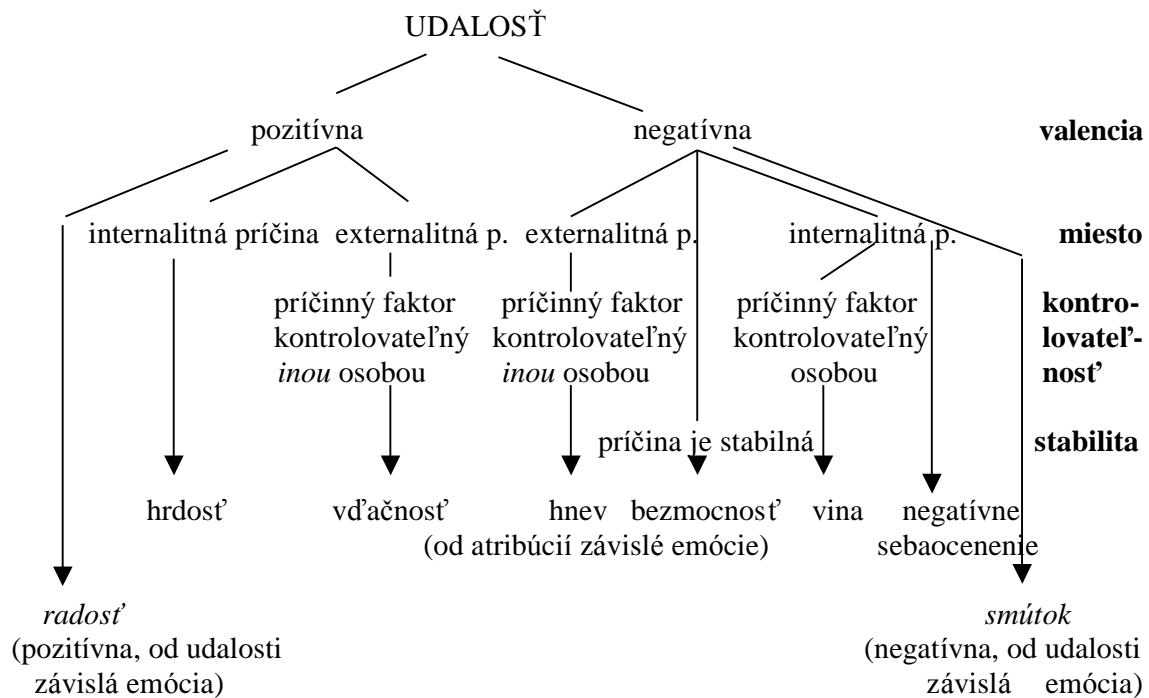 UDALOSŤ
pozitívna negatívna valencia
internalitná príčina externalitná p. externalitná p. internalitná p. miesto
príčinný faktor príčinný faktor príčinný faktor kontro-
kontrolovateľný kontrolovateľný kontrolovateľný lovateľ-
inou osobou inou osobou osobou nosť
príčina je stabilná stabilita
hrdosť vďačnosť hnev bezmocnosť vina negatívne
(od atribúcií závislé emócie) sebaocenenie
radosť smútok
(pozitívna, od udalosti (negatívna, od udalosti
závislá emócia) závislá emócia)